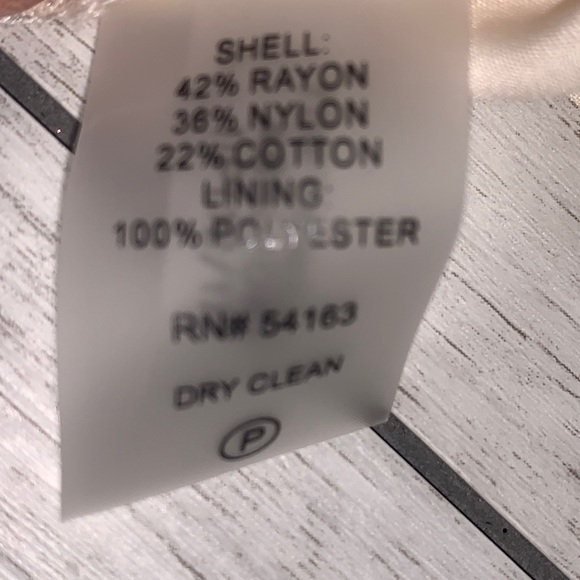 SHELL:
42% RAYON
36% NYLON
22% COTTON
LINING:
100% POLYESTER
RN# 54163
DRY CLEAN
P